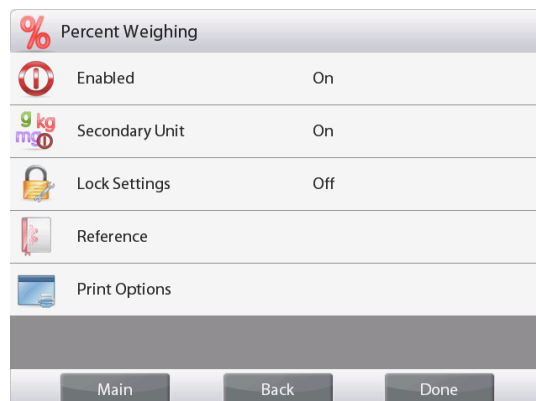 % Percent Weighing
Enabled On
g kg mg Secondary Unit On
Lock Settings Off
Reference
Print Options
Main Back Done